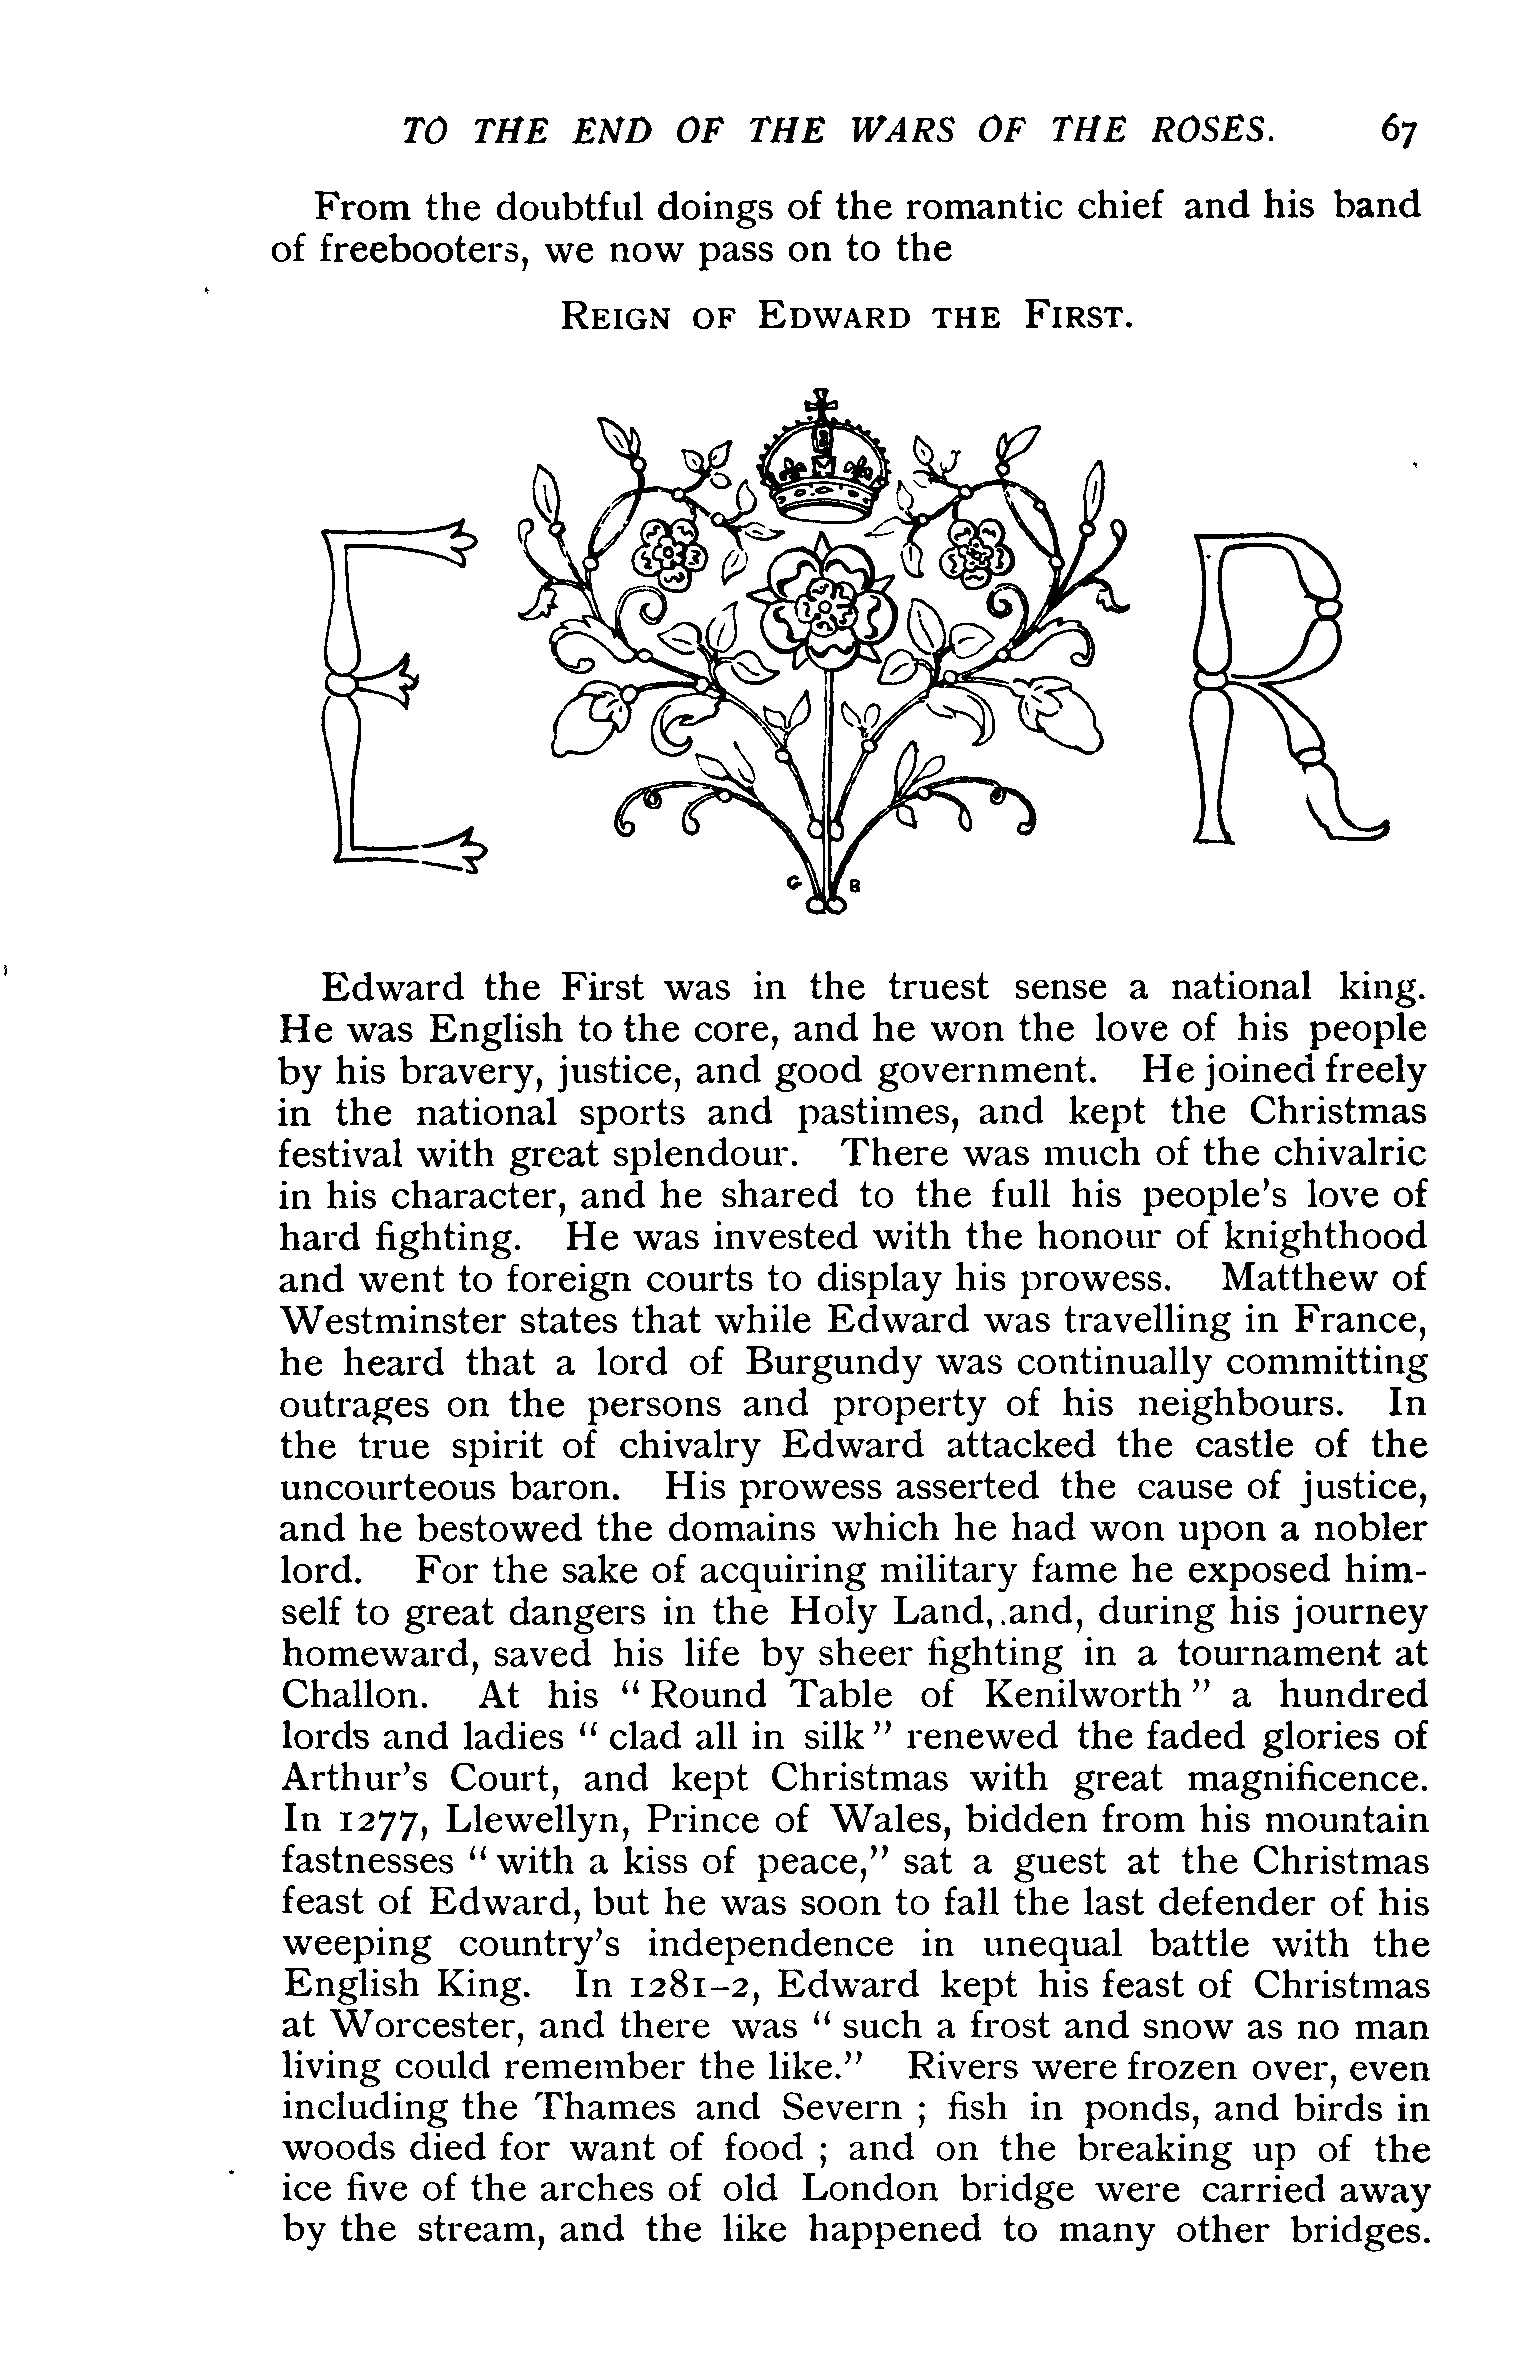 TO THE END OF THE WARS OF THE ROSES. 67
From the doubtful doings of the romantic chief and his band
of freebooters, we now pass on to the
REIGN OF EDWARD THE FIRST.
E R
G B
Edward the First was in the truest sense a national king.
He was English to the core, and he won the love of his people
by his bravery, justice, and good government. He joined freely
in the national sports and pastimes, and kept the Christmas
festival with great splendour. There was much of the chivalric
in his character, and he shared to the full his people's love of
hard fighting. He was invested with the honour of knighthood
and went to foreign courts to display his prowess. Matthew of
Westminster states that while Edward was travelling in France,
he heard that a lord of Burgundy was continually committing
outrages on the persons and property of his neighbours. In
the true spirit of chivalry Edward attacked the castle of the
uncourteous baron. His prowess asserted the cause of justice,
and he bestowed the domains which he had won upon a nobler
lord. For the sake of acquiring military fame he exposed him-
self to great dangers in the Holy Land, and, during his journey
homeward, saved his life by sheer fighting in a tournament at
Challon. At his “Round Table of Kenilworth” a hundred
lords and ladies “clad all in silk” renewed the faded glories of
Arthur's Court, and kept Christmas with great magnificence.
In 1277, Llewellyn, Prince of Wales, bidden from his mountain
fastnesses “with a kiss of peace,” sat a guest at the Christmas
feast of Edward, but he was soon to fall the last defender of his
weeping country's independence in unequal battle with the
English King. In 1281-2, Edward kept his feast of Christmas
at Worcester, and there was “such a frost and snow as no man
living could remember the like.” Rivers were frozen over, even
including the Thames and Severn ; fish in ponds, and birds in
woods died for want of food ; and on the breaking up of the
ice five of the arches of old London bridge were carried away
by the stream, and the like happened to many other bridges.